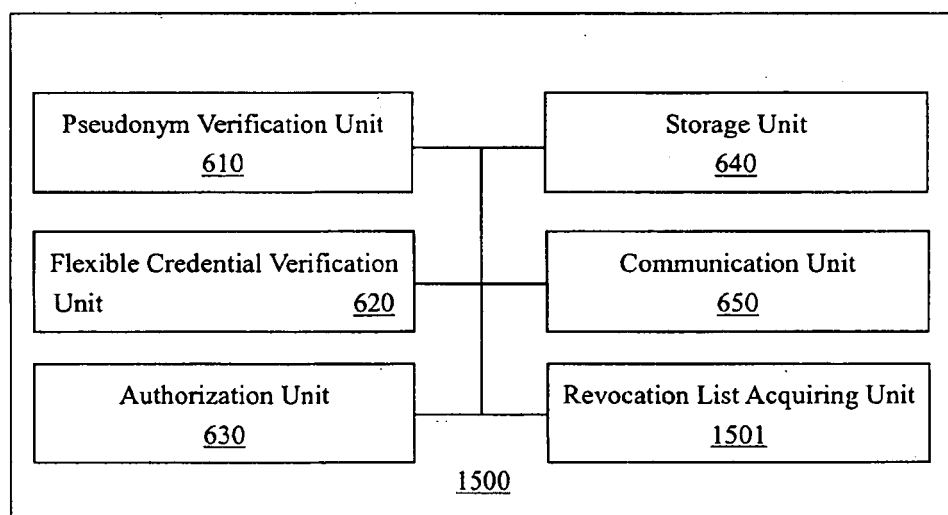 Pseudonym Verification Unit
610
Storage Unit
640
Flexible Credential Verification
Unit 620
Communication Unit
650
Authorization Unit
630
Revocation List Acquiring Unit
1501
1500